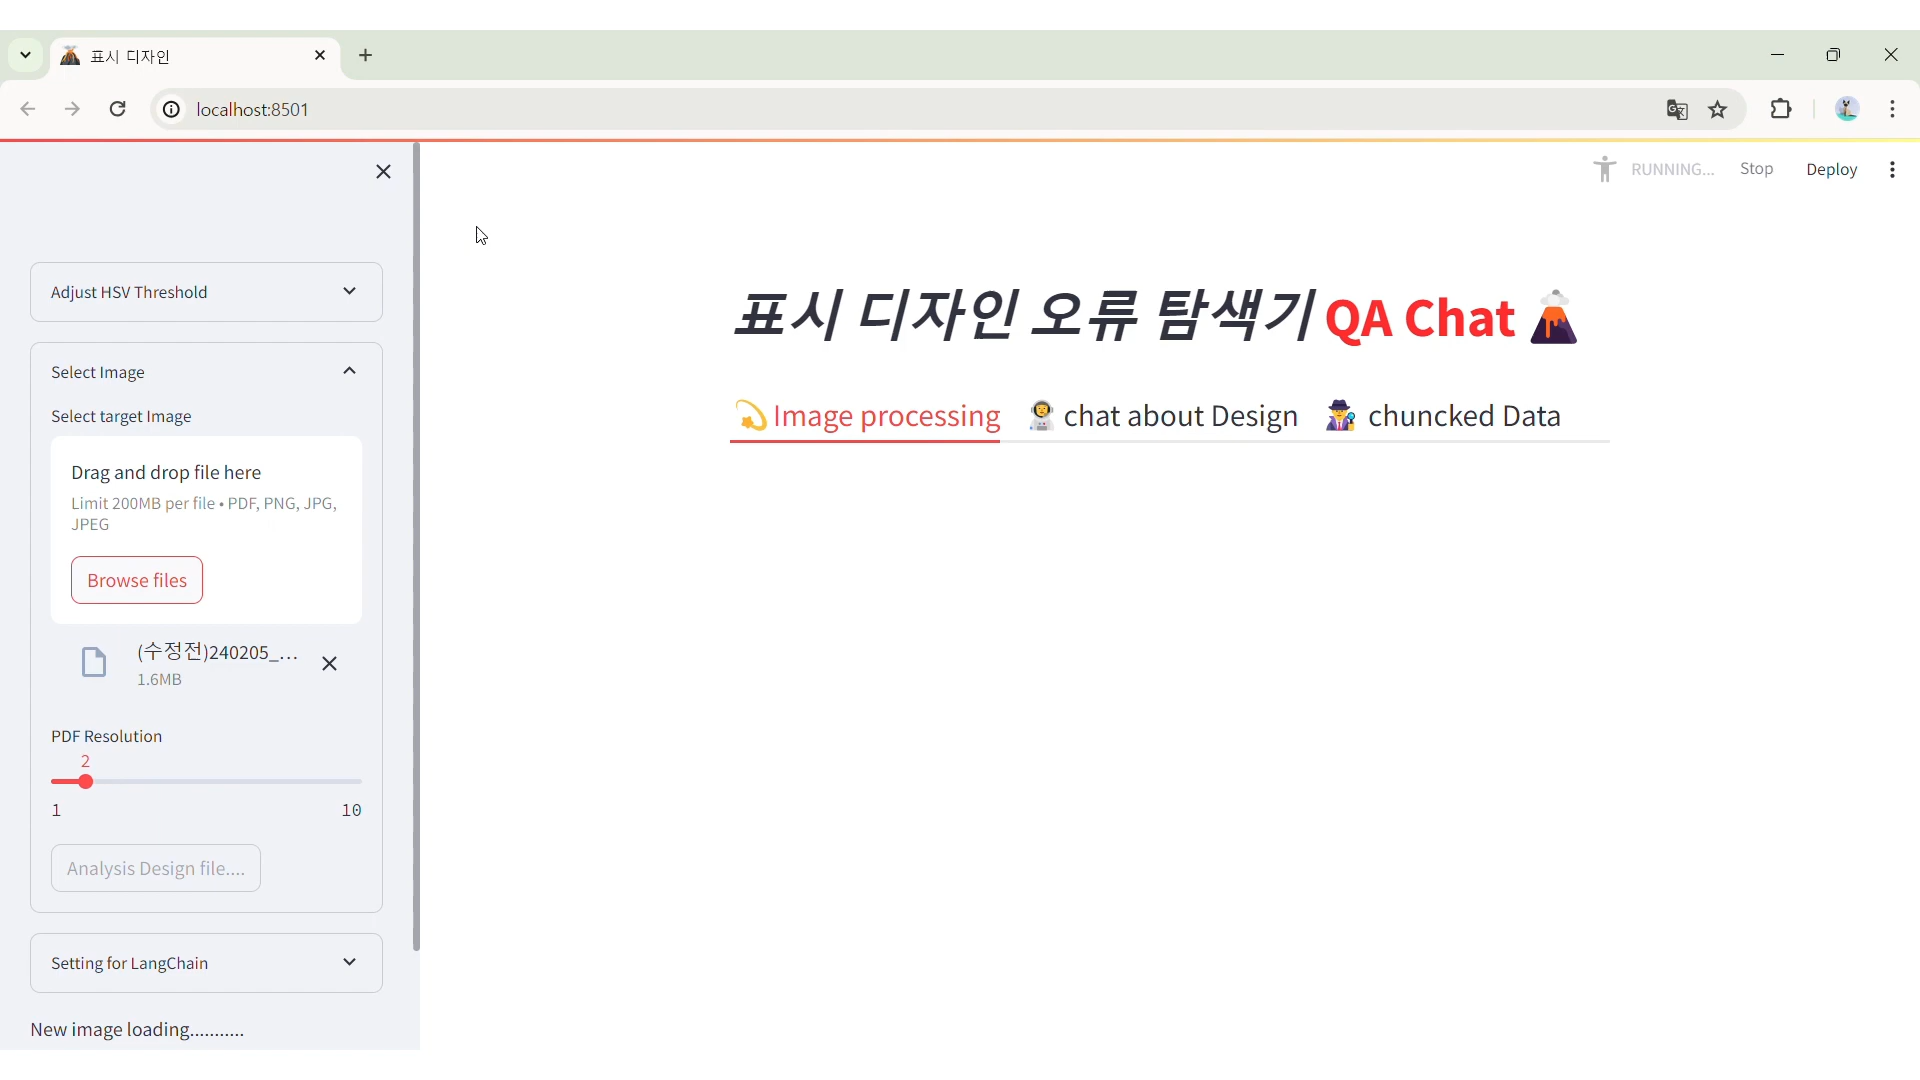 표시 디자인
localhost:8501
RUNNING...
Stop
Deploy
Adjust HSV Threshold
Select Image
Select target Image
Drag and drop file here
Limit 200MB per file • PDF, PNG, JPG,
JPEG
Browse files
(수정전)240205_...
1.6MB
PDF Resolution
2
1 10
Analysis Design file....
Setting for LangChain
New image loading...........
표시 디자인 오류 탐색기 QA Chat
Image processing
chat about Design
chuncked Data